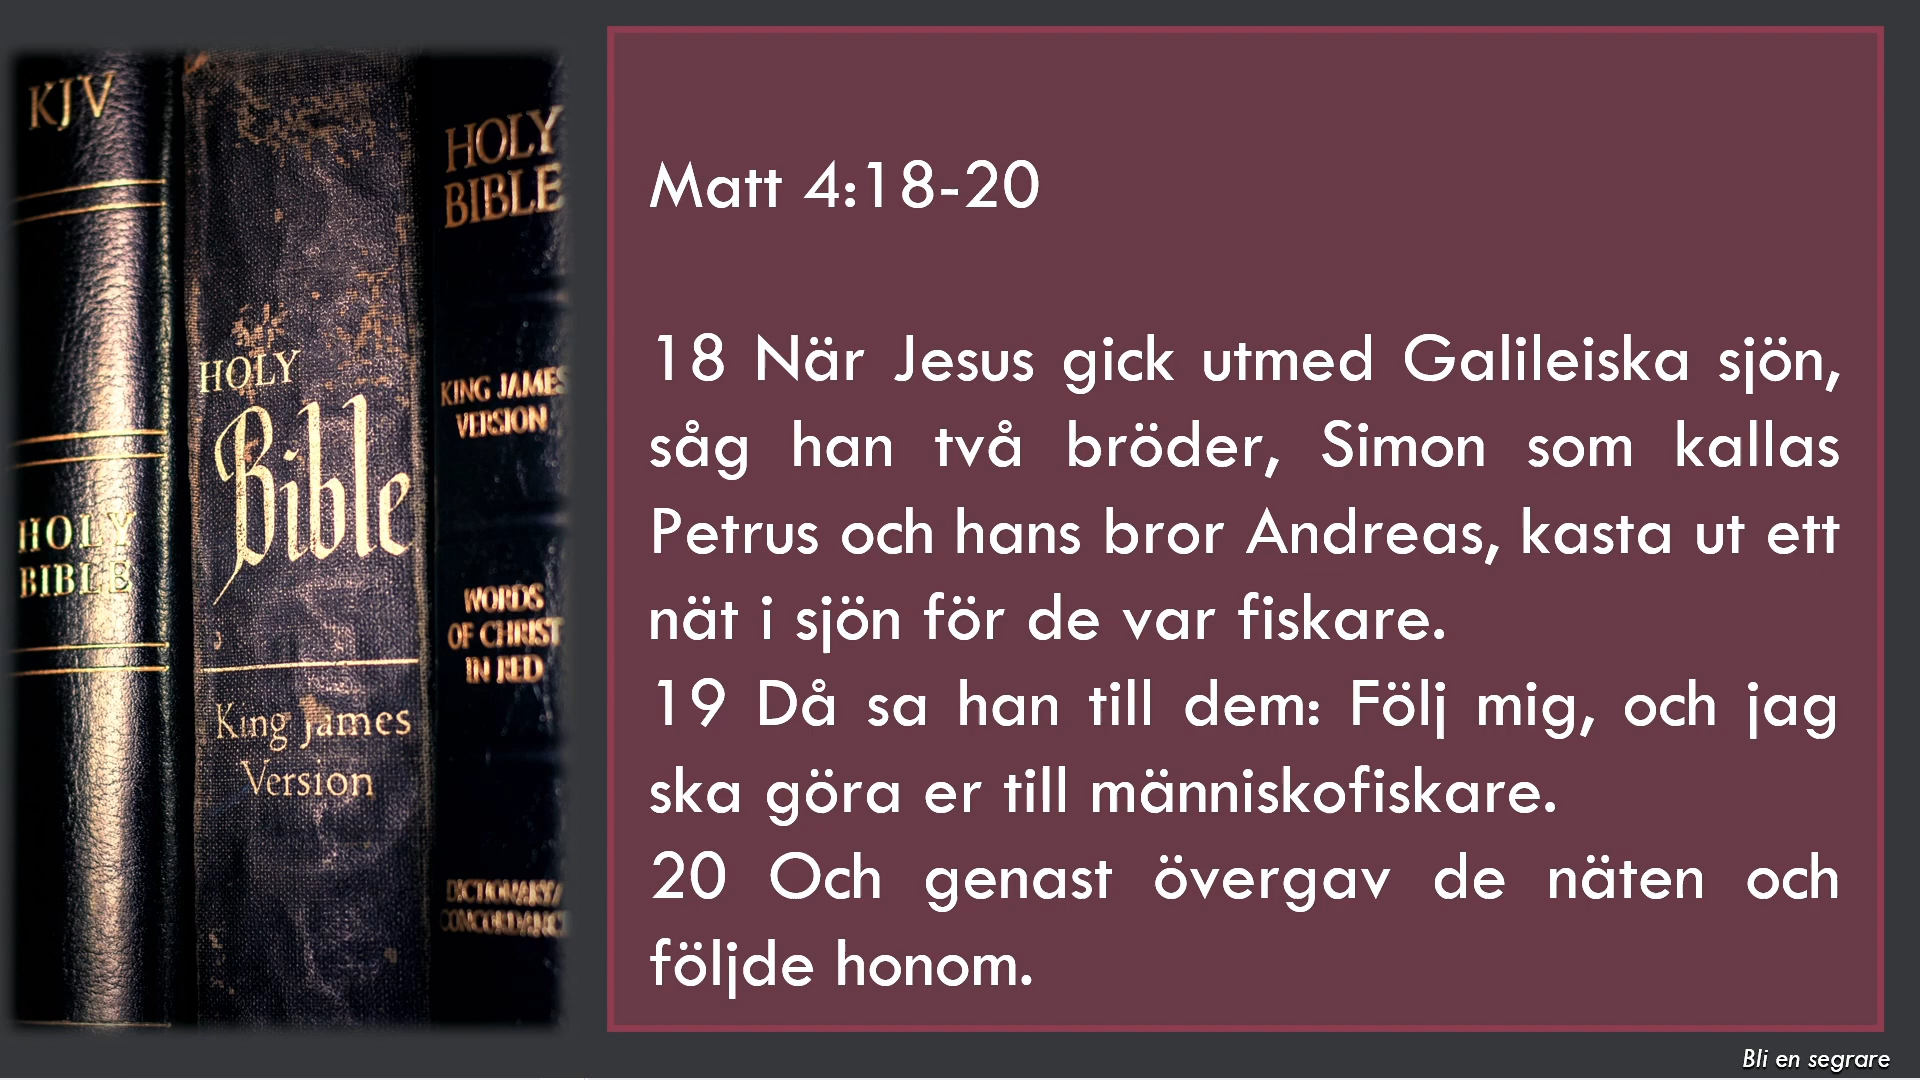 KJV
HOLY
BIBLE
HOLY
Bible
King James
Version
HOLY
BIBLE
KING JAMES
VERSION
WORDS
OF CHRIST
IN RED
DICTIONARY/
CONCORDANCE
Matt 4:18-20
18 När Jesus gick utmed Galileiska sjön,
såg han två bröder, Simon som kallas
Petrus och hans bror Andreas, kasta ut ett
nät i sjön för de var fiskare.
19 Då sa han till dem: Följ mig, och jag
ska göra er till människofiskare.
20 Och genast övergav de näten och
följde honom.
Bli en segrare